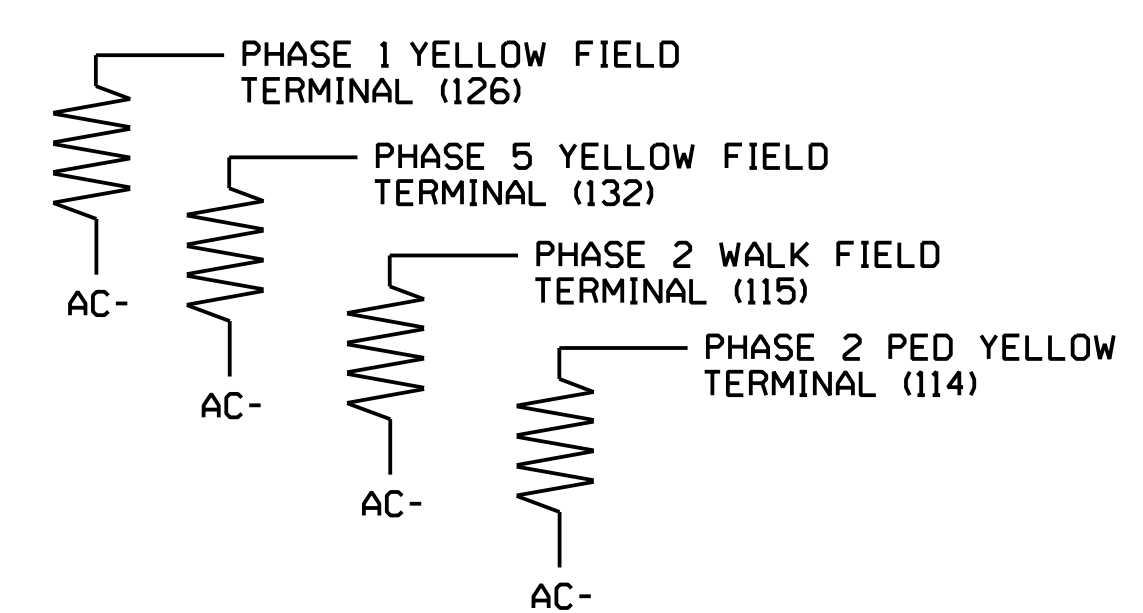 PHASE 1 YELLOW FIELD
TERMINAL (126)
PHASE 5 YELLOW FIELD
TERMINAL (132)
PHASE 2 WALK FIELD
TERMINAL (115)
AC-
PHASE 2 PED YELLOW
TERMINAL (114)
AC-
AC-
AC-